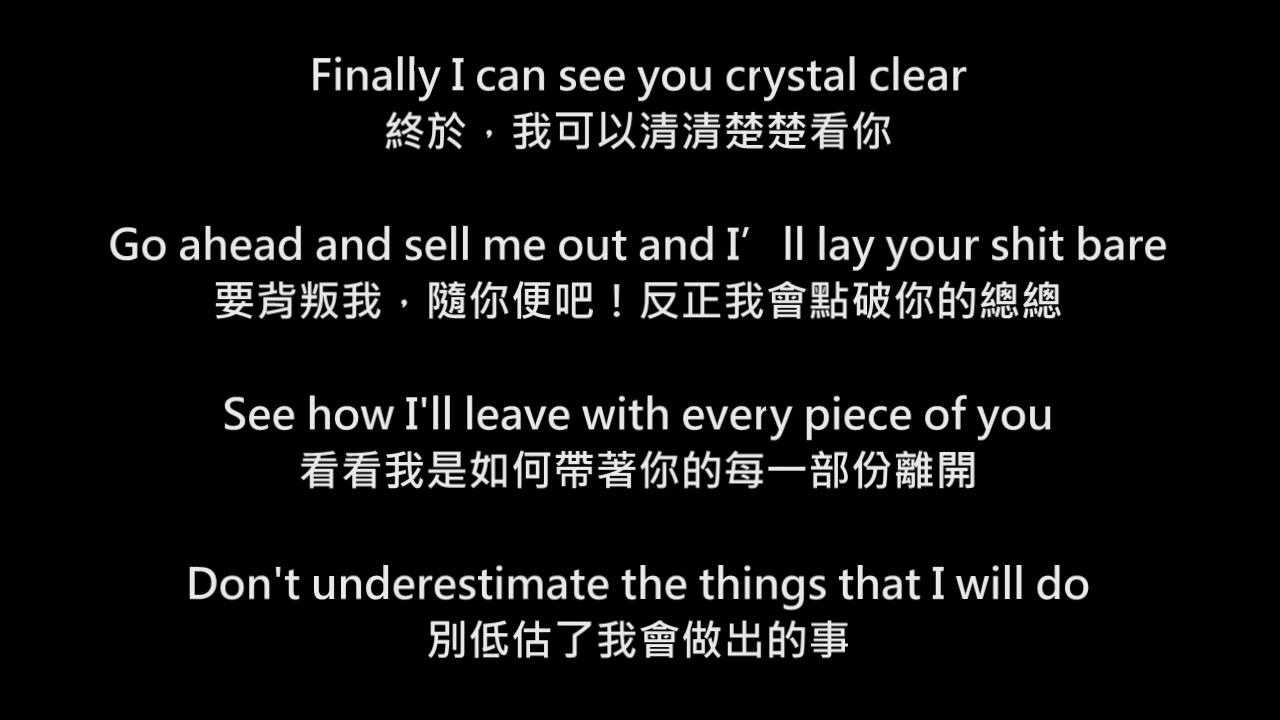 Finally I can see you crystal clear
終於，我可以清清楚楚看你
Go ahead and sell me out and I’ll lay your shit bare
要背叛我，隨你便吧！反正我會點破你的總總
See how I'll leave with every piece of you
看看我是如何帶著你的每一部份離開
Don't underestimate the things that I will do
別低估了我會做出的事